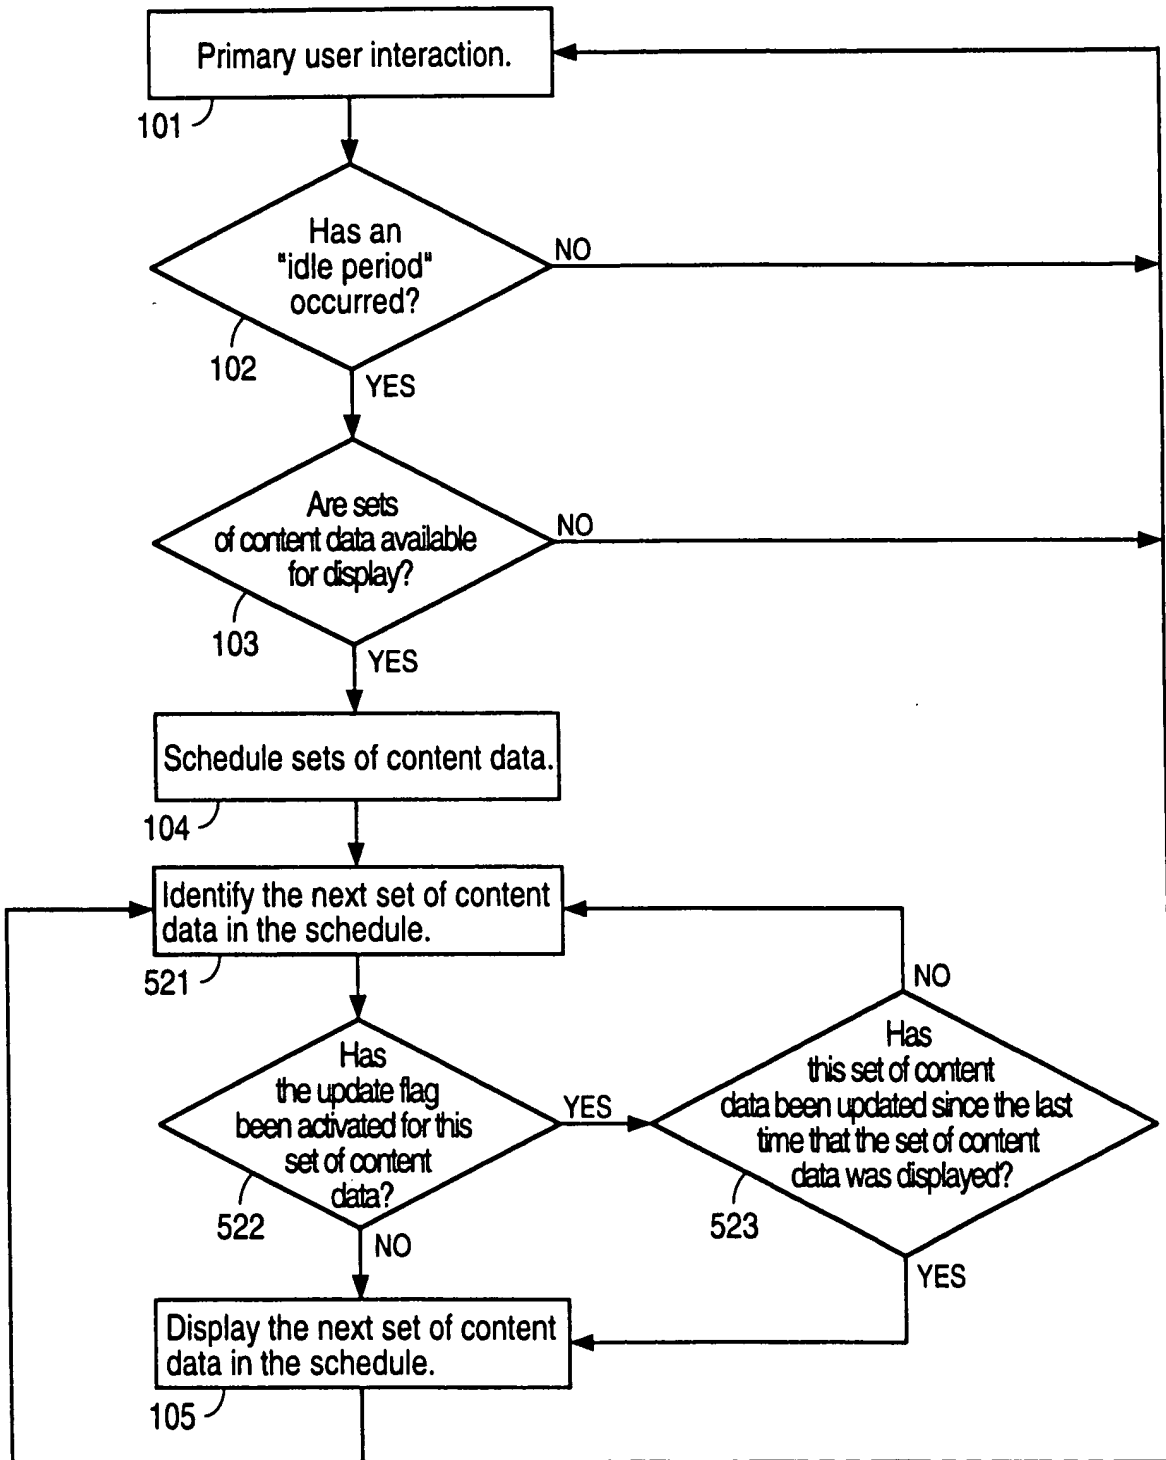 Primary user interaction.
101
Has an
"idle period"
occurred?
NO
102
YES
Are sets
of content data available
for display?
NO
103
YES
Schedule sets of content data.
104
Identify the next set of content
data in the schedule.
521
NO
Has
the update flag
been activated for this
set of content
data?
YES
522
NO
Has
this set of content
data been updated since the last
time that the set of content
data was displayed?
523
YES
Display the next set of content
data in the schedule.
105